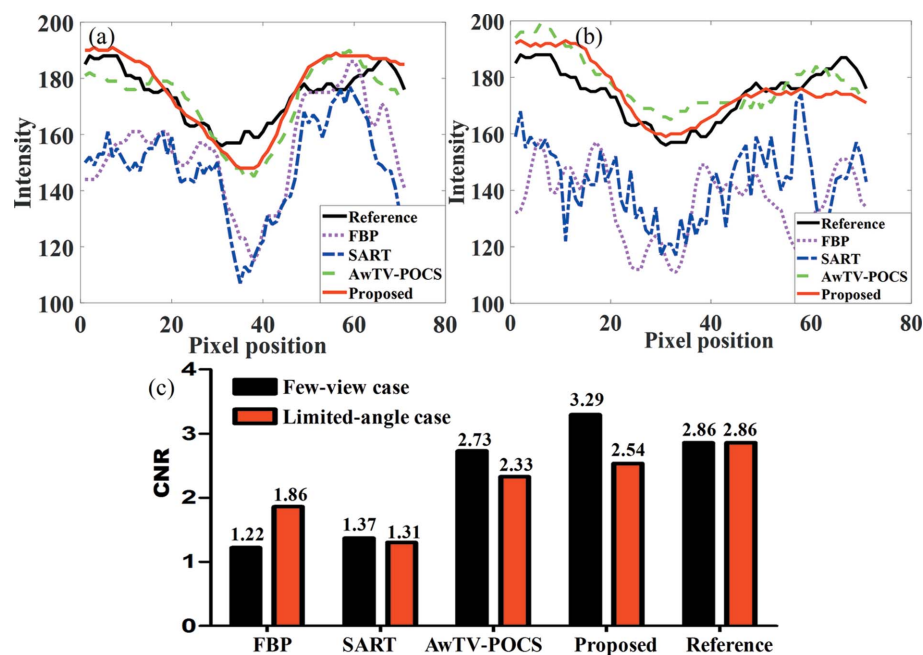 (a)
200
180
160
140
120
100
Intensity
0
20
40
60
80
Pixel position
Reference
FBP
SART
AwTV-POCS
Proposed
(b)
200
180
160
140
120
100
Intensity
0
20
40
60
80
Pixel position
Reference
FBP
SART
AwTV-POCS
Proposed
(c)
4
3
2
1
0
CNR
Few-view case
Limited-angle case
1.22
1.86
1.37
1.31
2.73
2.33
3.29
2.54
2.86
2.86
FBP
SART
AwTV-POCS
Proposed
Reference